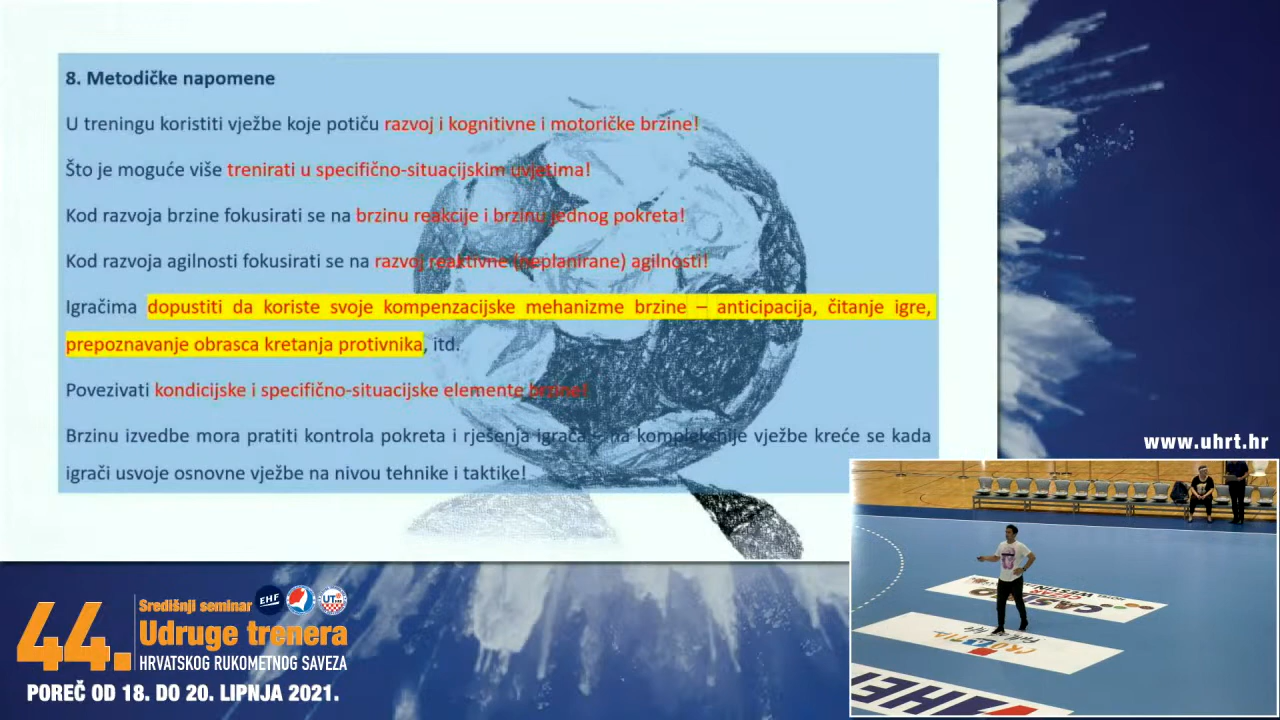 8. Metodičke napomene
U treningu koristiti vježbe koje potiču razvoj i kognitivne i motoričke brzine!
Što je moguće više trenirati u specifično-situacijskim uvjetima!
Kod razvoja brzine fokusirati se na brzinu reakcije i brzinu jednog pokreta!
Kod razvoja agilnosti fokusirati se na razvoj reaktivne (neplanirane) agilnosti!
Igračima dopustiti da koriste svoje kompenzacijske mehanizme brzine – anticipacija, čitanje igre,
prepoznavanje obrasca kretanja protivnika, itd.
Povezivati kondicijske i specifično-situacijske elemente brzine!
Brzinu izvedbe mora pratiti kontrola pokreta i rješenja igrača – na kompleksnije vježbe kreće se kada
igrači usvoje osnovne vježbe na nivou tehnike i taktike!
www.uhrt.hr
44.
Središnji seminar
EHF
Udruge trenera
HRVATSKOG RUKOMETNOG SAVEZA
POREČ OD 18. DO 20. LIPNJA 2021.